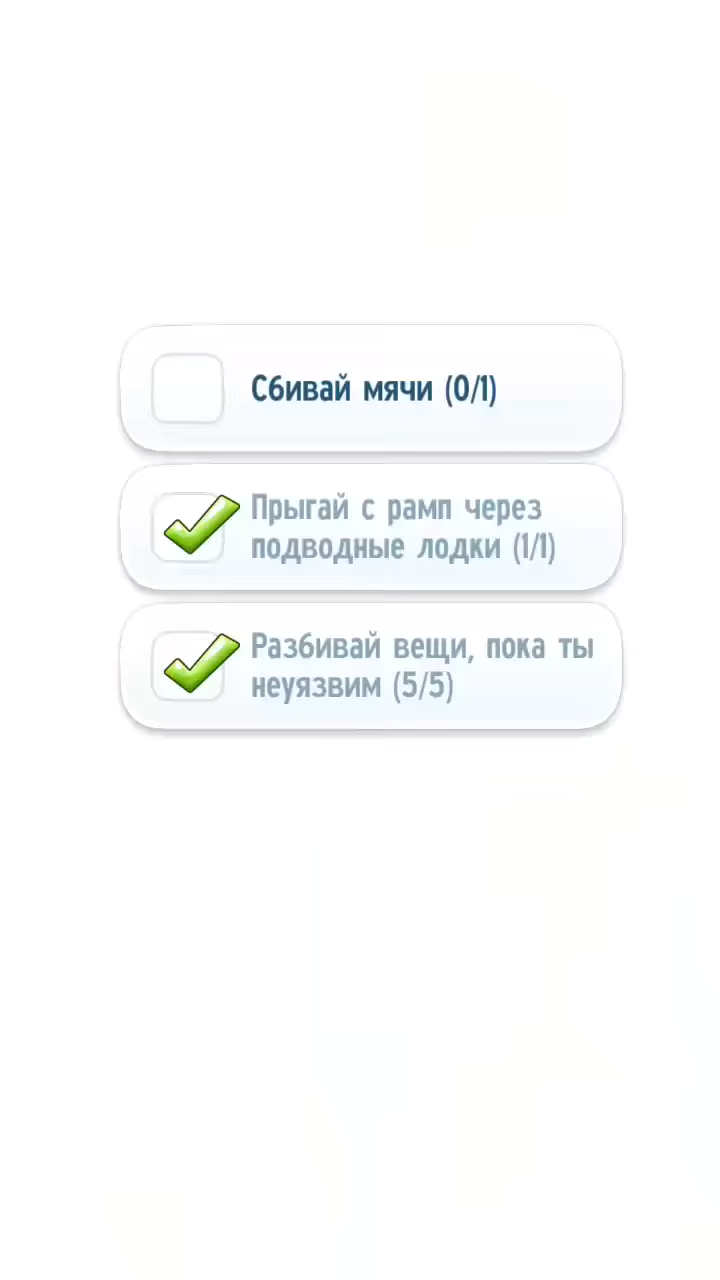 Сбивай мячи (0/1)
Прыгай с рамп через
подводные лодки (1/1)
Разбивай вещи, пока ты
неуязвим (5/5)